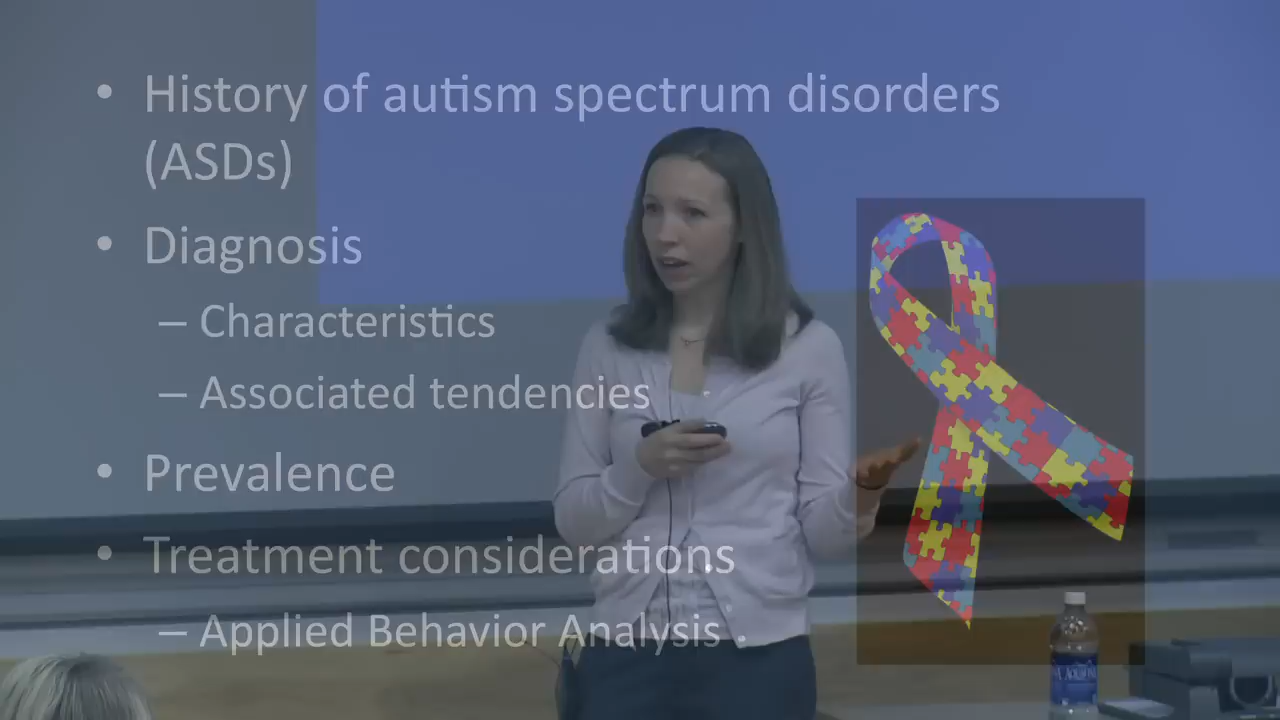 • History of autism spectrum disorders
(ASDs)
• Diagnosis
– Characteristics
– Associated tendencies
• Prevalence
• Treatment considerations
– Applied Behavior Analysis